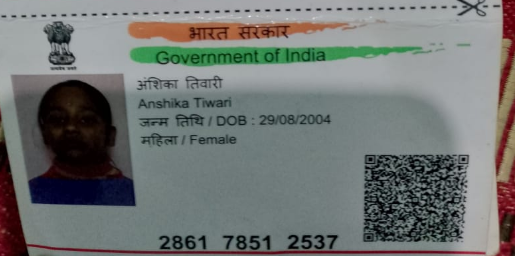 भारत सरकार
Government of India
अंशिका तिवारी
Anshika Tiwari
जन्म तिथि / DOB : 29/08/2004
महिला / Female
2861 7851 2537